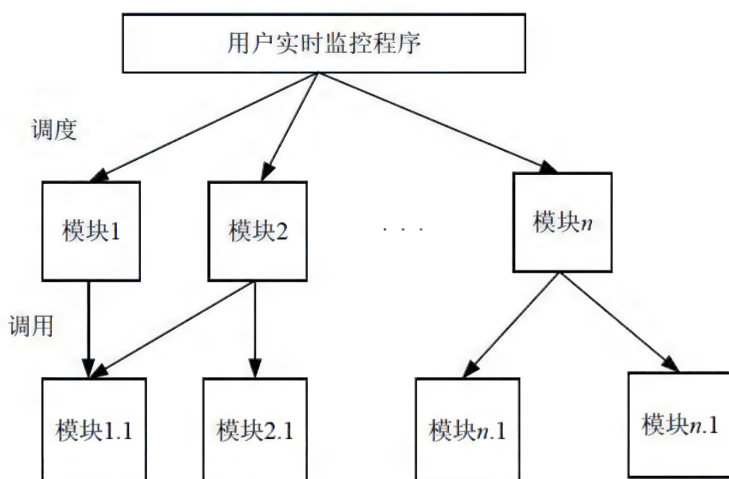 用户实时监控程序
调度
模块1
模块2
· · ·
模块n
调用
模块1.1
模块2.1
模块n.1
模块n.1